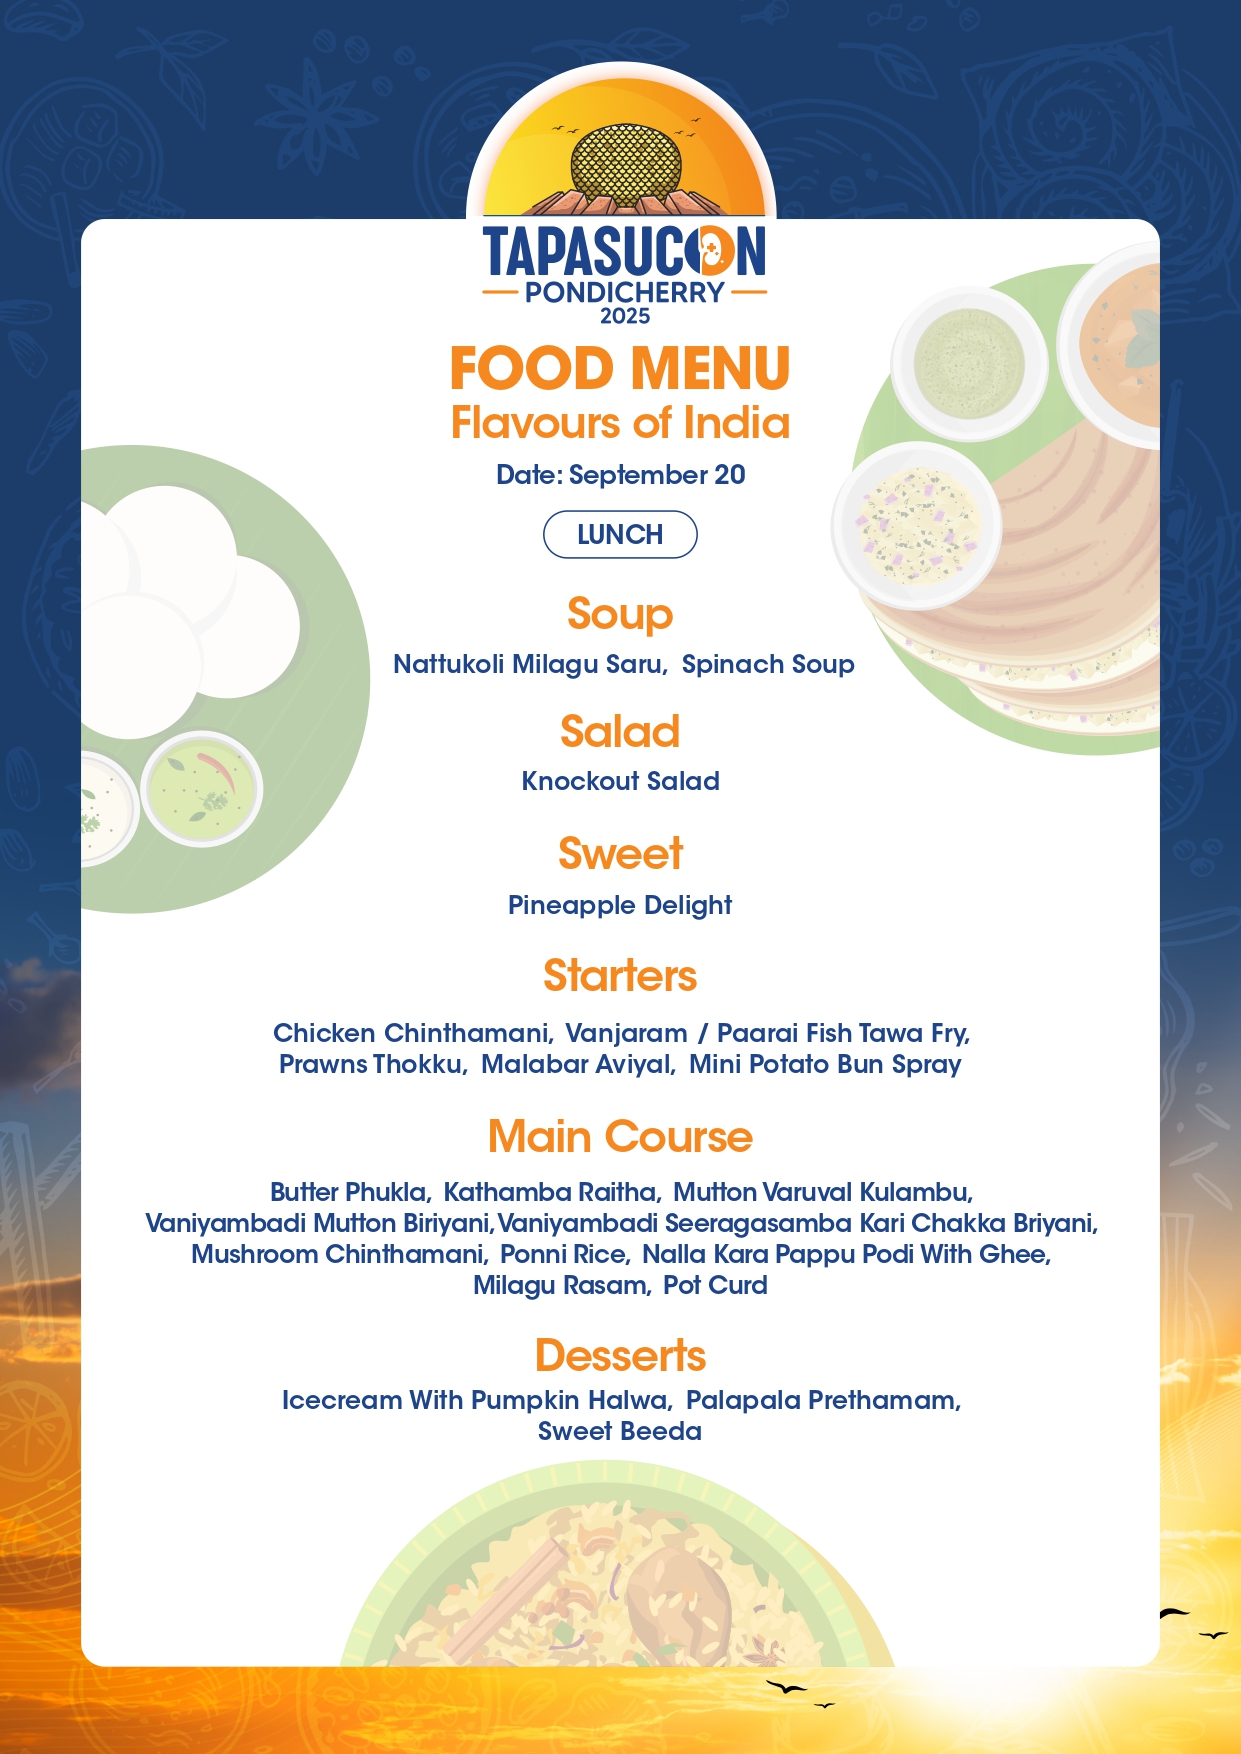 TAPASUCON
PONDICHERRY
2025
FOOD MENU
Flavours of India
Date: September 20
LUNCH
Soup
Nattukoli Milagu Saru, Spinach Soup
Salad
Knockout Salad
Sweet
Pineapple Delight
Starters
Chicken Chinthamani, Vanjaram / Paarai Fish Tawa Fry,
Prawns Thokku, Malabar Aviyal, Mini Potato Bun Spray
Main Course
Butter Phukla, Kathamba Raitha, Mutton Varuval Kulambu,
Vaniyambadi Mutton Biriyani,Vaniyambadi Seeragasamba Kari Chakka Briyani,
Mushroom Chinthamani, Ponni Rice, Nalla Kara Pappu Podi With Ghee,
Milagu Rasam, Pot Curd
Desserts
Icecream With Pumpkin Halwa, Palapala Prethamam,
Sweet Beeda